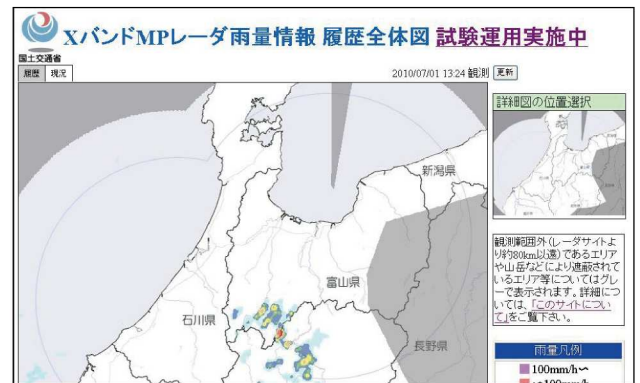 XバンドMPレーダ雨量情報 履歴全体図 試験運用実施中
国土交通省
履歴 現況
2010/07/01 13:24 観測 更新
詳細図の位置選択
新潟県
富山県
石川県
長野県
観測範囲外(レーダサイトよ
り約80km以遠)であるエリア
や山岳などにより遮蔽されて
いるエリア等についてはグレ
ーで表示されます。詳細につ
いては、「このサイトについ
て」をご覧下さい。
雨量凡例
100mm/h〜